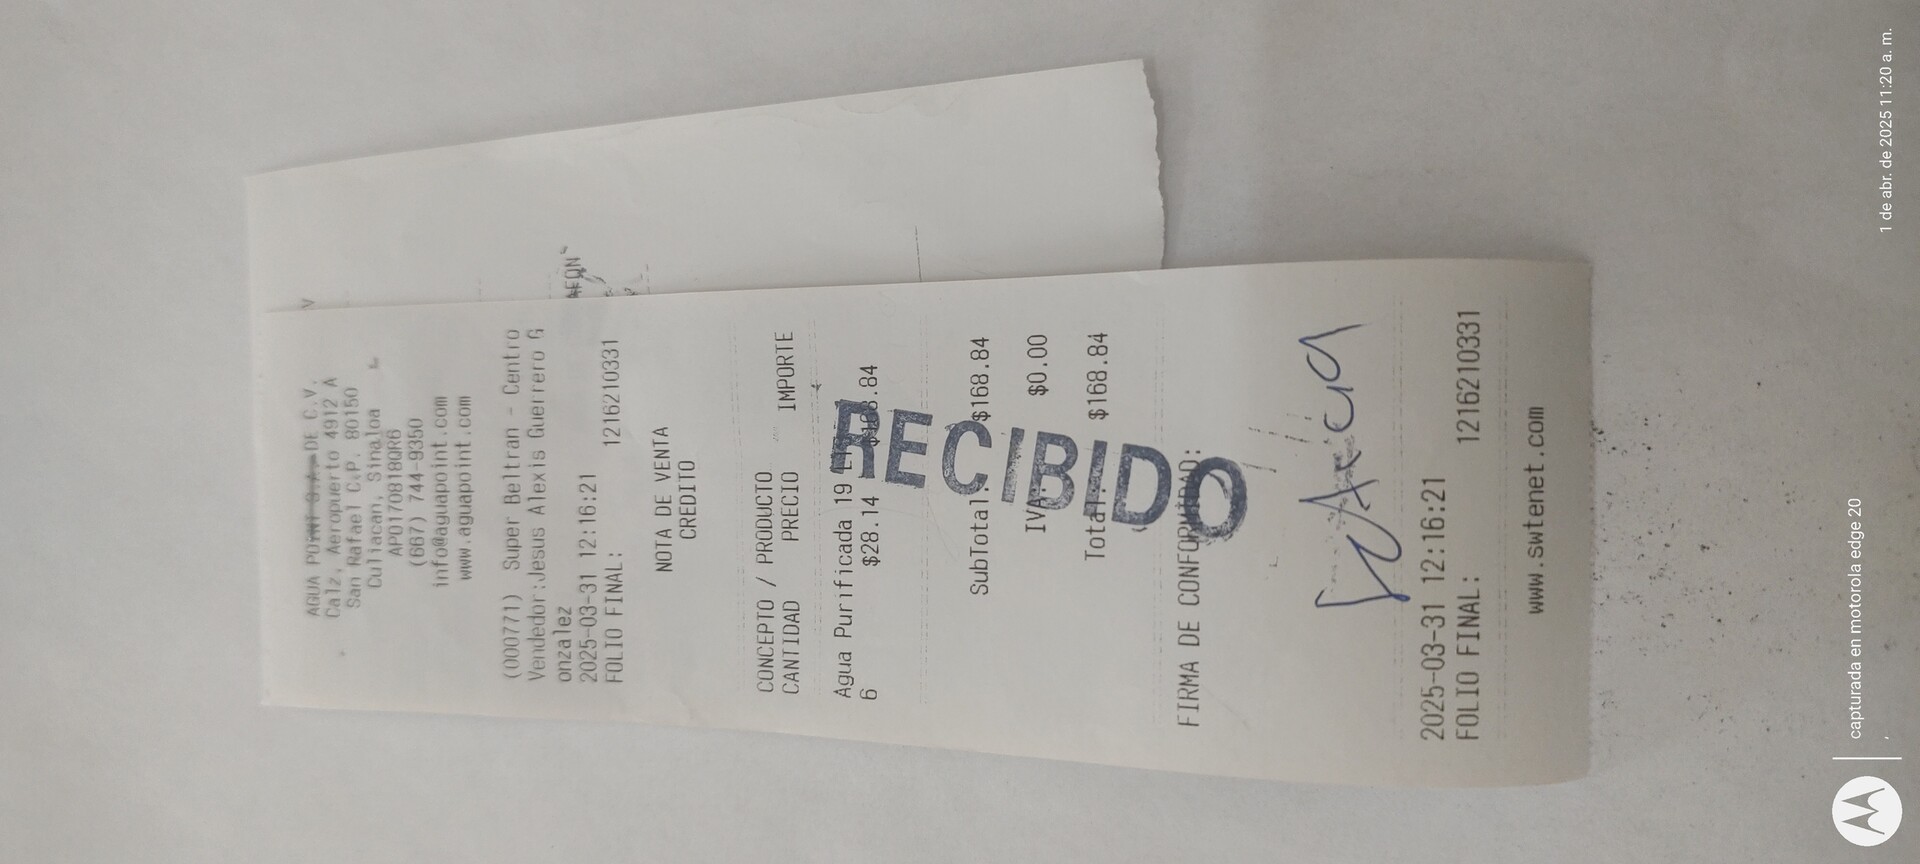 AGUA POINT S.A. DE C.V.
Calz. Aeropuerto 4912 A
San Rafael C.P. 80150
Culiacan, Sinaloa
APO170818QR6
(667) 744-9350
info@aguapoint.com
www.aguapoint.com
(000771) Super Beltran - Centro
Vendedor:Jesus Alexis Guerrero G
onzalez
2025-03-31 12:16:21
FOLIO FINAL: 1216210331
NOTA DE VENTA
CREDITO
CONCEPTO / PRODUCTO
CANTIDAD PRECIO IMPORTE
Agua Purificada 19
6 $28.14 $168.84
RECIBIDO
SubTotal: $168.84
IVA: $0.00
Total: $168.84
FIRMA DE CONFORMIDAD:
2025-03-31 12:16:21
FOLIO FINAL: 1216210331
www.swtenet.com
capturada en motorola edge 20
1 de abr. de 2025 11:20 a. m.